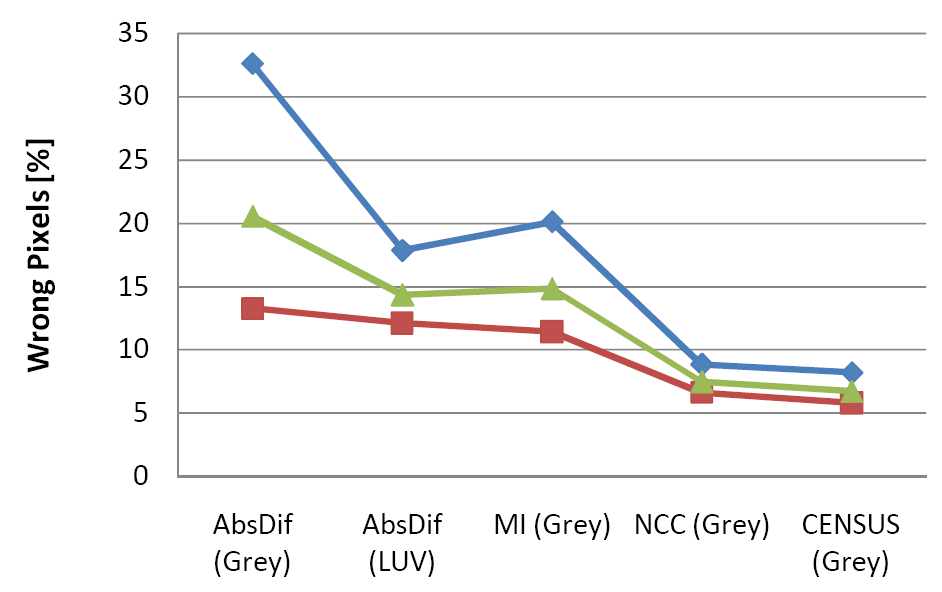 35
30
25
20
15
10
5
0
Wrong Pixels [%]
AbsDif
(Grey)
AbsDif
(LUV)
MI (Grey)
NCC (Grey)
CENSUS
(Grey)